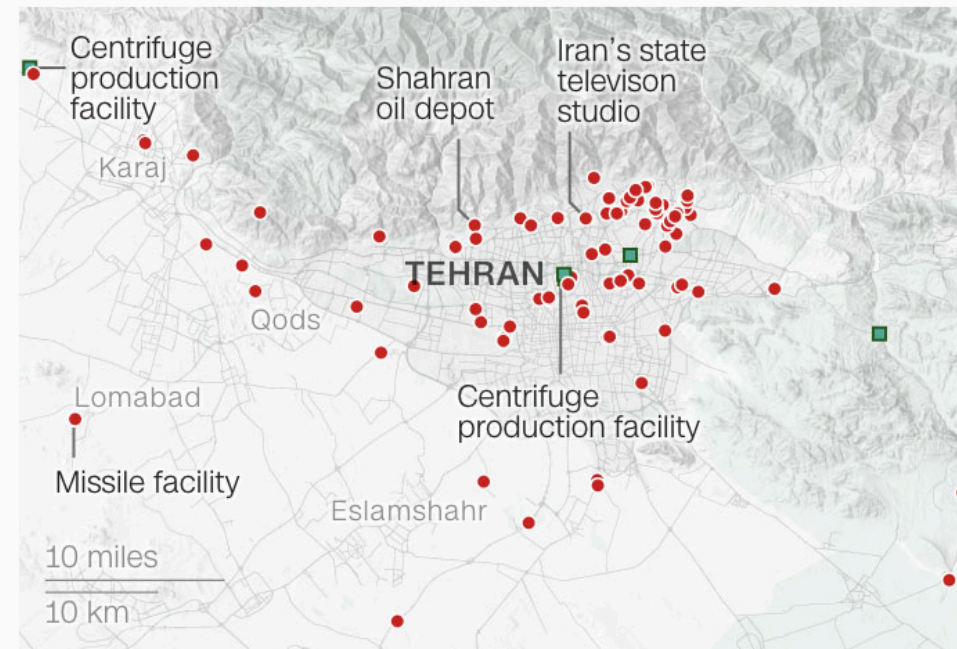 Centrifuge
production
facility
Shahran
oil depot
Iran's state
televison
studio
Karaj
TEHRAN
Qods
Centrifuge
production facility
Lomabad
Missile facility
Eslamshahr
10 miles
10 km